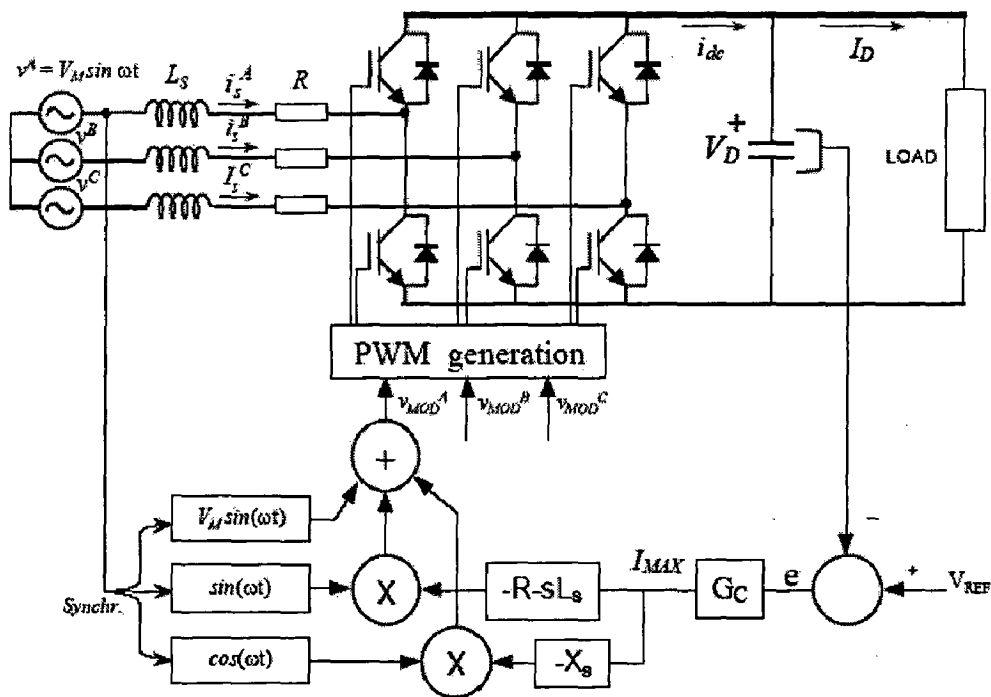 v^A = V_M sin ωt
L_S
i_s^A
R
i_dc
I_D
v^B
i_s^B
v^C
I_s^C
+
V_D
LOAD
PWM generation
v_MOD^A
v_MOD^B
v_MOD^C
+
V_M sin(ωt)
−
sin(ωt)
X
-R-sL_s
I_MAX
G_C
e
+
V_REF
Synchr.
cos(ωt)
X
-X_s